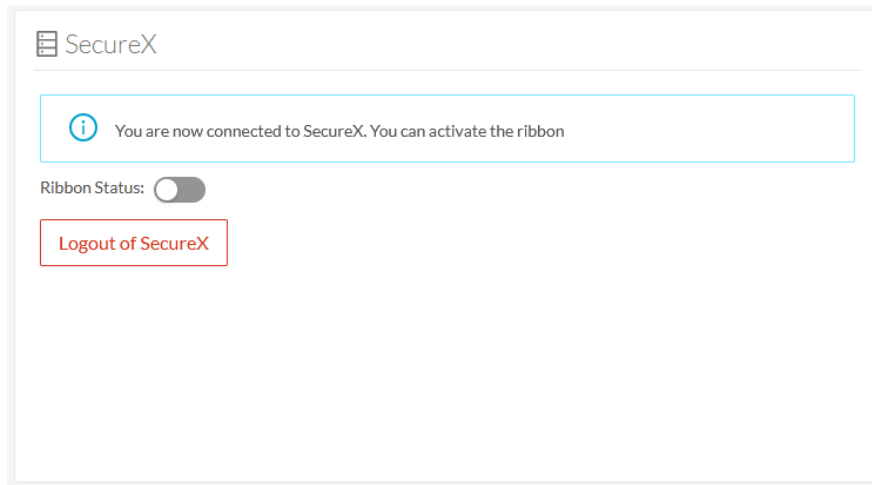 SecureX
You are now connected to SecureX. You can activate the ribbon
Ribbon Status:
Logout of SecureX